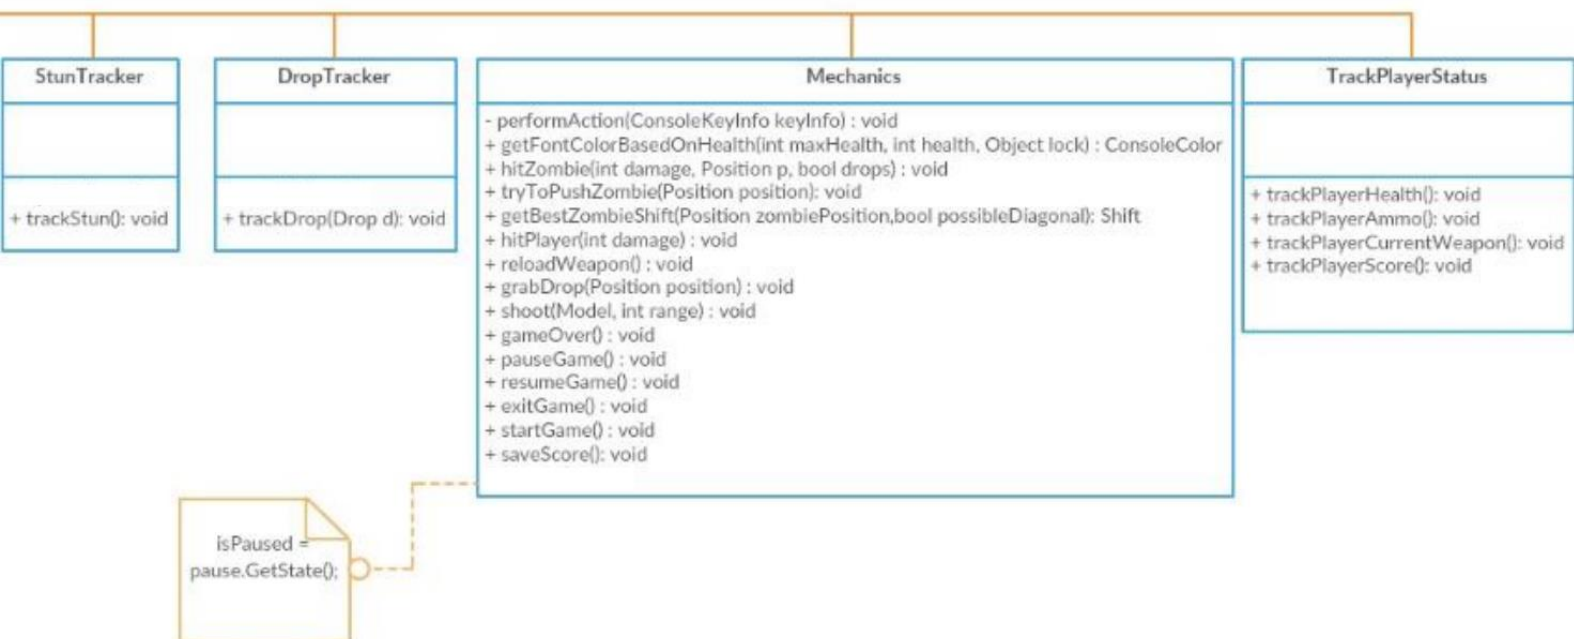 StunTracker
+ trackStun(): void
DropTracker
+ trackDrop(Drop d): void
Mechanics
- performAction(ConsoleKeyInfo keyInfo) : void
+ getFontColorBasedOnHealth(int maxHealth, int health, Object lock) : ConsoleColor
+ hitZombie(int damage, Position p, bool drops) : void
+ tryToPushZombie(Position position): void
+ getBestZombieShift(Position zombiePosition,bool possibleDiagonal): Shift
+ hitPlayer(int damage) : void
+ reloadWeapon() : void
+ grabDrop(Position position) : void
+ shoot(Model, int range) : void
+ gameOver() : void
+ pauseGame() : void
+ resumeGame() : void
+ exitGame() : void
+ startGame() : void
+ saveScore(): void
TrackPlayerStatus
+ trackPlayerHealth(): void
+ trackPlayerAmmo(): void
+ trackPlayerCurrentWeapon(): void
+ trackPlayerScore(): void
isPaused =
pause.GetState();